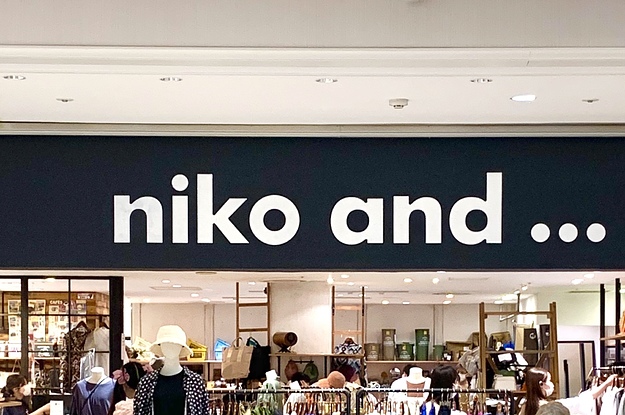 niko and ...